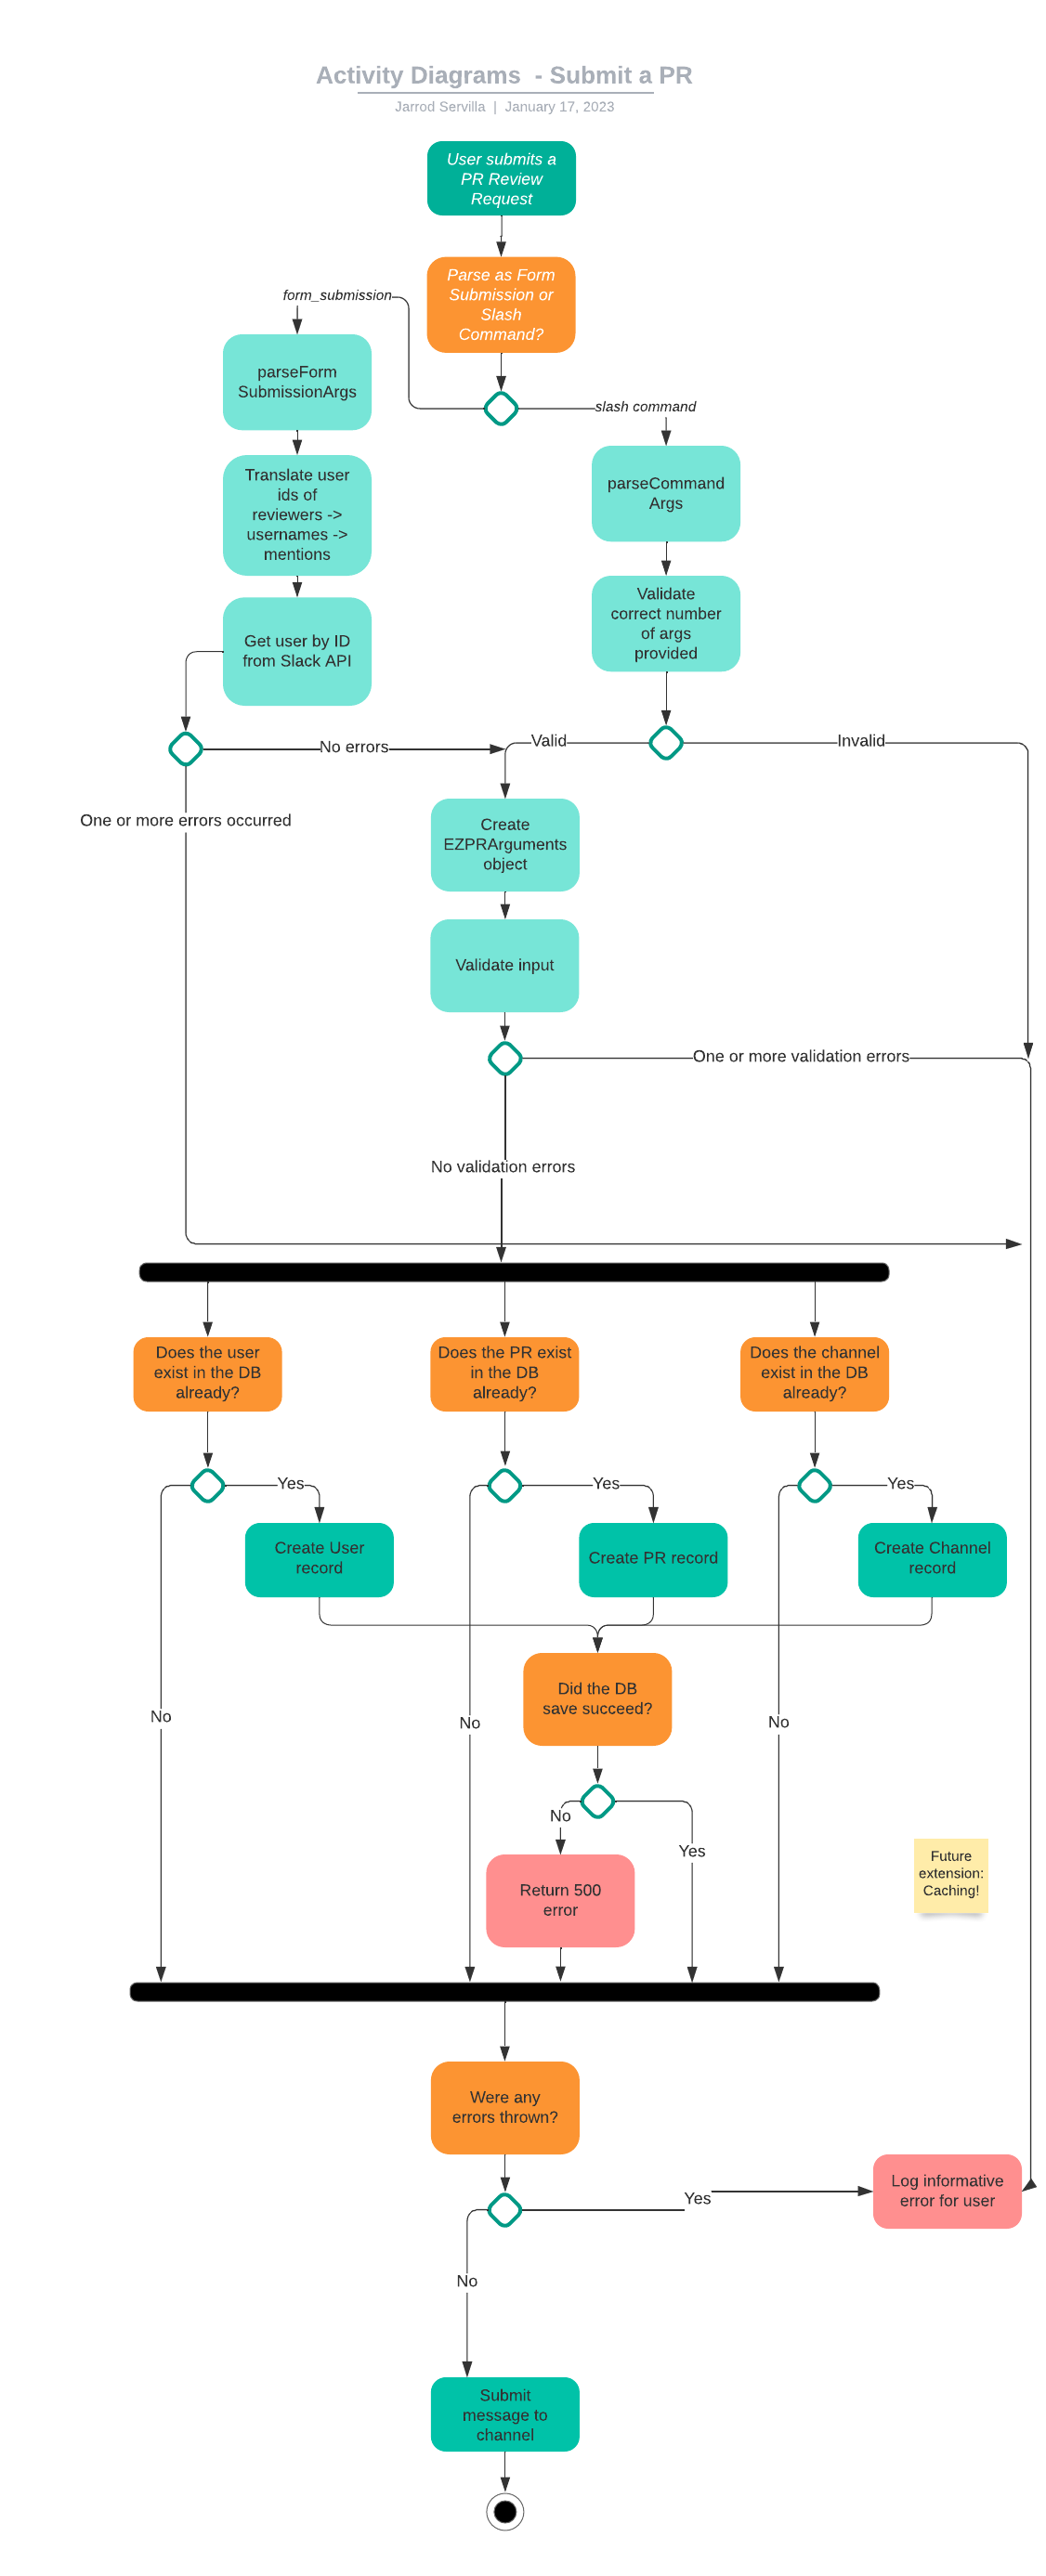 Activity Diagrams  - Submit a PR
Jarrod Servilla  |  January 17, 2023
User submits a
PR Review
Request
Parse as Form
Submission or
Slash
Command?
form_submission
slash command
parseForm
SubmissionArgs
Translate user
ids of
reviewers ->
usernames ->
mentions
Get user by ID
from Slack API
parseCommand
Args
Validate
correct number
of args
provided
No errors
Valid
Invalid
One or more errors occurred
Create
EZPRArguments
object
Validate input
One or more validation errors
No validation errors
Does the user
exist in the DB
already?
Does the PR exist
in the DB
already?
Does the channel
exist in the DB
already?
Yes
Yes
Yes
Create User
record
Create PR record
Create Channel
record
Did the DB
save succeed?
No
No
No
No
Yes
Return 500
error
Future
extension:
Caching!
Were any
errors thrown?
Yes
Log informative
error for user
No
Submit
message to
channel